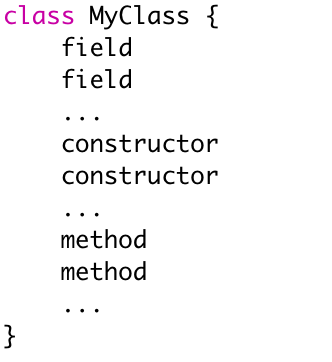 class MyClass {
    field
    field
    ...
    constructor
    constructor
    ...
    method
    method
    ...
}